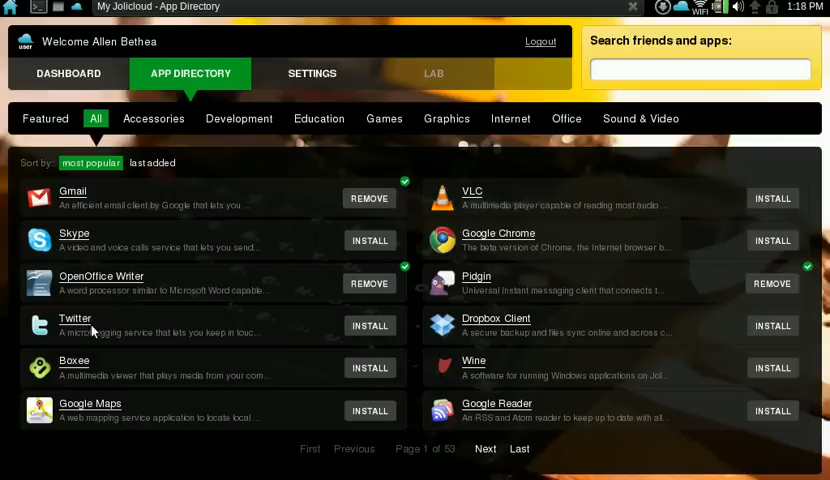 My Jolicloud - App Directory
WiFi
1:18 PM
user
Welcome Allen Bethea
Logout
Search friends and apps:
DASHBOARD
APP DIRECTORY
SETTINGS
LAB
Featured
All
Accessories
Development
Education
Games
Graphics
Internet
Office
Sound & Video
Sort by:
most popular
last added
Gmail
An efficient email client by Google that lets you ...
REMOVE
VLC
A multimedia player capable of reading most audio ...
INSTALL
Skype
A video and voice calls service that lets you send...
INSTALL
Google Chrome
The beta version of Chrome, the Internet browser b...
INSTALL
OpenOffice Writer
A word processor similar to Microsoft Word capable...
REMOVE
Pidgin
Universal Instant messaging client that connects t...
REMOVE
Twitter
A microblogging service that lets you keep in touc...
INSTALL
Dropbox Client
A secure backup and files sync online and across c...
INSTALL
Boxee
A multimedia viewer that plays media from your com...
INSTALL
Wine
A software for running Windows applications on Jol...
INSTALL
Google Maps
A web mapping service application to locate local ...
INSTALL
Google Reader
An RSS and Atom reader to keep up to date with all...
INSTALL
First
Previous
Page 1 of 53
Next
Last